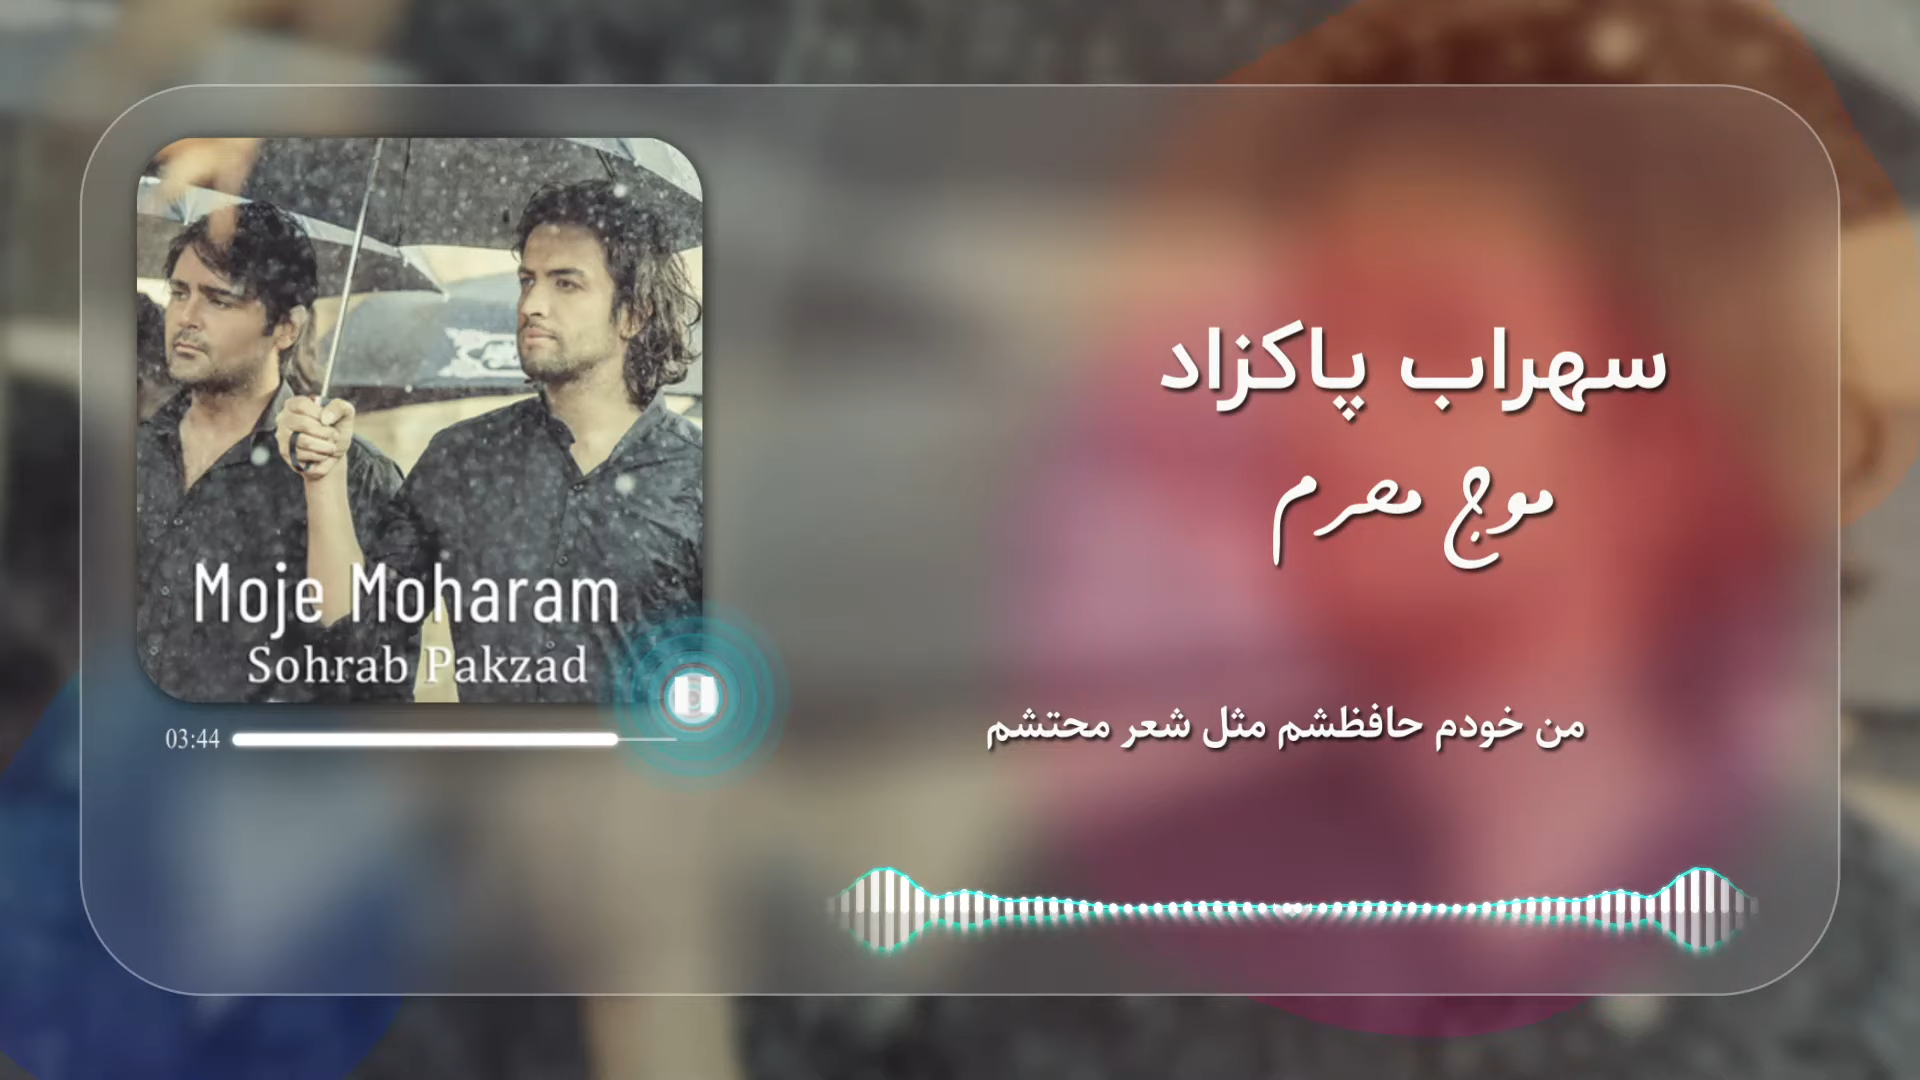 Moje Moharam
Sohrab Pakzad
03:44
سهراب پاکزاد
موج محرم
من خودم حافظشم مثل شعر محتشم